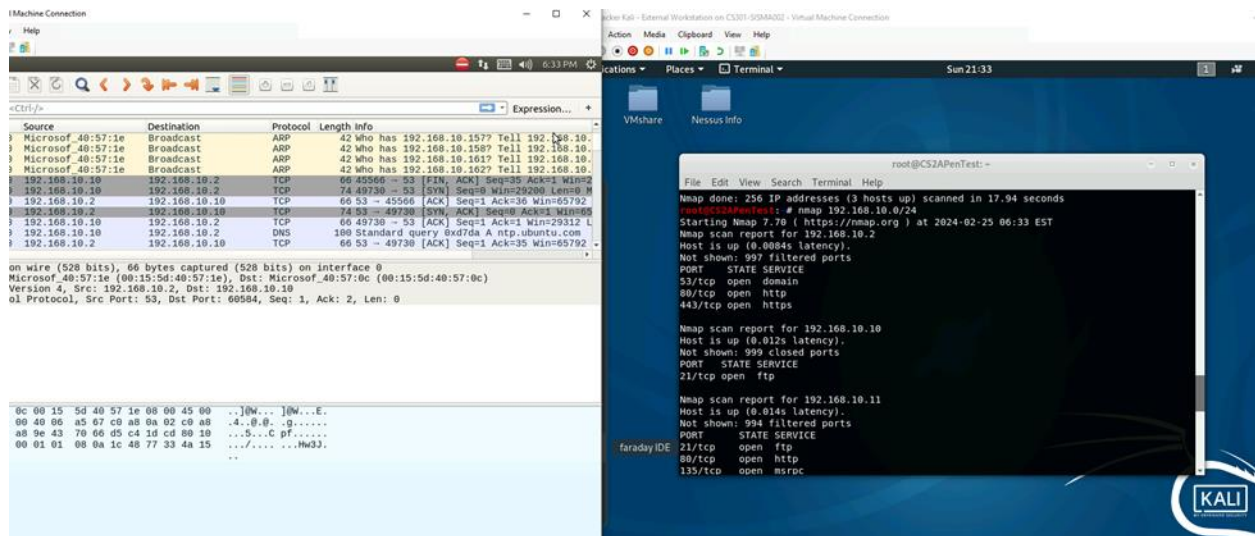 Machine Connection
Help
6:33 PM
<Ctrl-/>
Expression... +
Source Destination Protocol Length Info
Microsof_40:57:1e Broadcast ARP 42 Who has 192.168.10.157? Tell 192.168.10.
Microsof_40:57:1e Broadcast ARP 42 Who has 192.168.10.158? Tell 192.168.10.
Microsof_40:57:1e Broadcast ARP 42 Who has 192.168.10.161? Tell 192.168.10.
Microsof_40:57:1e Broadcast ARP 42 Who has 192.168.10.162? Tell 192.168.10.
192.168.10.10 192.168.10.2 TCP 66 45566 → 53 [FIN, ACK] Seq=35 Ack=1 Win=2
192.168.10.10 192.168.10.2 TCP 74 49730 → 53 [SYN] Seq=0 Win=29200 Len=0 M
192.168.10.2 192.168.10.10 TCP 66 53 → 45566 [ACK] Seq=1 Ack=36 Win=65792
192.168.10.2 192.168.10.10 TCP 74 53 → 49730 [SYN, ACK] Seq=0 Ack=1 Win=65
192.168.10.10 192.168.10.2 TCP 66 49730 → 53 [ACK] Seq=1 Ack=1 Win=29312 L
192.168.10.10 192.168.10.2 DNS 100 Standard query 0xd7da A ntp.ubuntu.com
192.168.10.2 192.168.10.10 TCP 66 53 → 49730 [ACK] Seq=1 Ack=35 Win=65792
on wire (528 bits), 66 bytes captured (528 bits) on interface 0
Microsof_40:57:1e (00:15:5d:40:57:1e), Dst: Microsof_40:57:0c (00:15:5d:40:57:0c)
Version 4, Src: 192.168.10.2, Dst: 192.168.10.10
ol Protocol, Src Port: 53, Dst Port: 60584, Seq: 1, Ack: 2, Len: 0
0c 00 15 5d 40 57 1e 08 00 45 00 ..]@W... ]@W...E.
00 40 06 a5 67 c0 a8 0a 02 c0 a8 .4..@.@. .g......
a8 9e 43 70 66 d5 c4 1d cd 80 10 ...5...C pf......
00 01 01 08 0a 1c 48 77 33 4a 15 .../.... ...Hw3J.
..
Kali - External Workstation on CS301-SISMA002 - Virtual Machine Connection
Action Media Clipboard View Help
ications Places Terminal Sun 21:33 1
VMshare Nessus Info
root@CS2APenTest: ~
File Edit View Search Terminal Help
Nmap done: 256 IP addresses (3 hosts up) scanned in 17.94 seconds
root@CS2APenTest:~# nmap 192.168.10.0/24
Starting Nmap 7.70 ( https://nmap.org ) at 2024-02-25 06:33 EST
Nmap scan report for 192.168.10.2
Host is up (0.0084s latency).
Not shown: 997 filtered ports
PORT STATE SERVICE
53/tcp open domain
80/tcp open http
443/tcp open https
Nmap scan report for 192.168.10.10
Host is up (0.012s latency).
Not shown: 999 closed ports
PORT STATE SERVICE
21/tcp open ftp
Nmap scan report for 192.168.10.11
Host is up (0.014s latency).
Not shown: 994 filtered ports
PORT STATE SERVICE
21/tcp open ftp
80/tcp open http
135/tcp open msrpc
faraday IDE
KALI